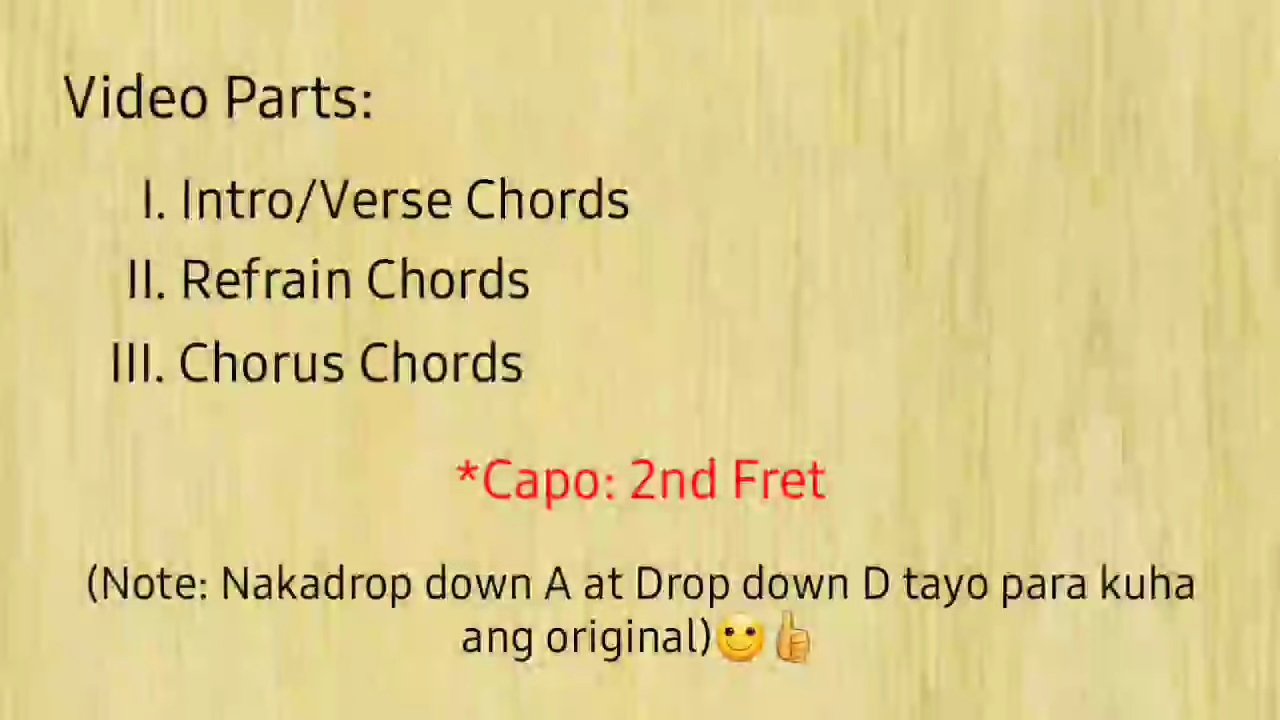 Video Parts:
I. Intro/Verse Chords
II. Refrain Chords
III. Chorus Chords
*Capo: 2nd Fret
(Note: Nakadrop down A at Drop down D tayo para kuha
ang original)🙂👍